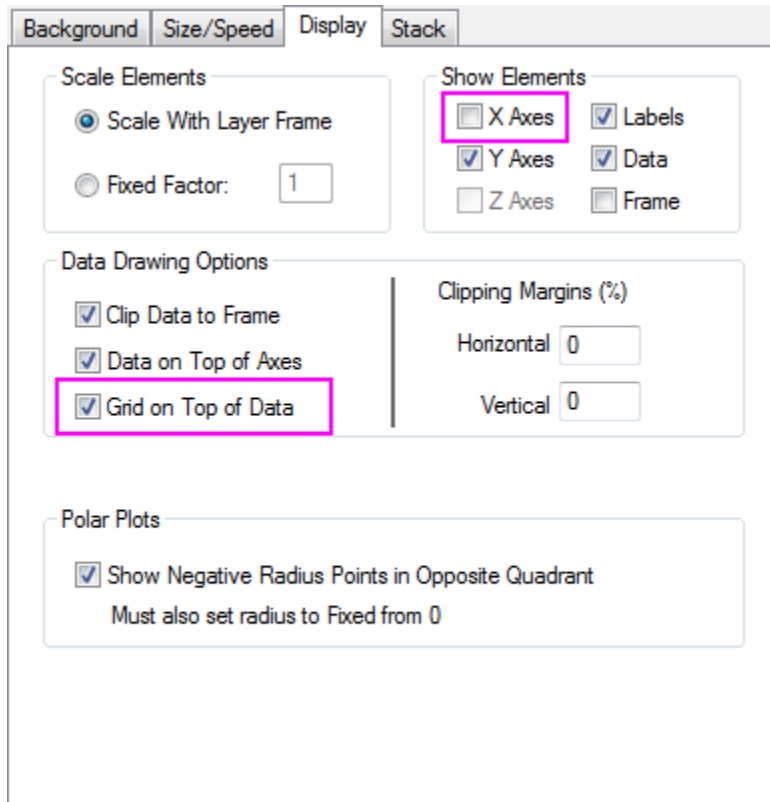 Background Size/Speed Display Stack
Scale Elements
Scale With Layer Frame
Fixed Factor: 1
Show Elements
X Axes Labels
Y Axes Data
Z Axes Frame
Data Drawing Options
Clip Data to Frame
Data on Top of Axes
Grid on Top of Data
Clipping Margins (%)
Horizontal 0
Vertical 0
Polar Plots
Show Negative Radius Points in Opposite Quadrant
Must also set radius to Fixed from 0